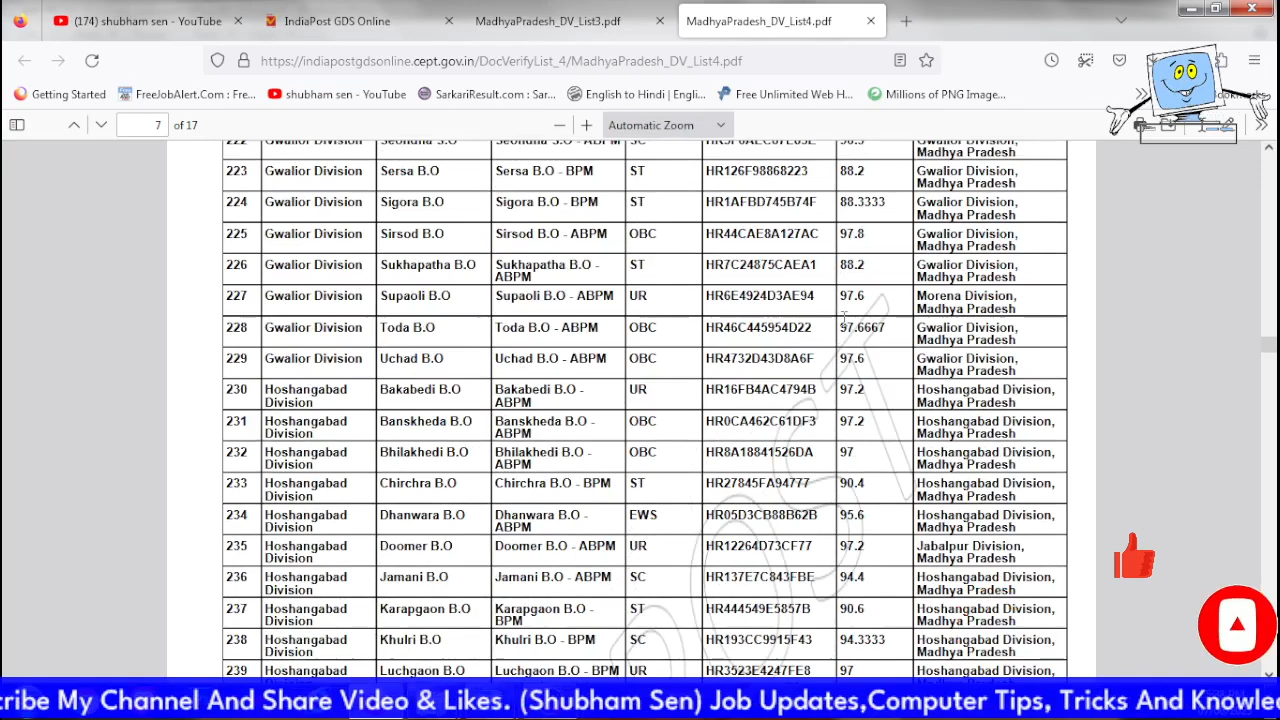 (174) shubham sen - YouTube
IndiaPost GDS Online
MadhyaPradesh_DV_List3.pdf
MadhyaPradesh_DV_List4.pdf
https://indiapostgdsonline.cept.gov.in/DocVerifyList_4/MadhyaPradesh_DV_List4.pdf
Getting Started
FreeJobAlert.Com : Fre...
shubham sen - YouTube
SarkariResult.com : Sar...
English to Hindi | Engli...
Free Unlimited Web H...
Millions of PNG Image...
7 of 17
Automatic Zoom
222 Gwalior Division Seondha S.O Seondha S.O - ABPM SC Gwalior Division,
Madhya Pradesh
223 Gwalior Division Sersa B.O Sersa B.O - BPM ST HR126F98868223 88.2 Gwalior Division,
Madhya Pradesh
224 Gwalior Division Sigora B.O Sigora B.O - BPM ST HR1AFBD745B74F 88.3333 Gwalior Division,
Madhya Pradesh
225 Gwalior Division Sirsod B.O Sirsod B.O - ABPM OBC HR44CAE8A127AC 97.8 Gwalior Division,
Madhya Pradesh
226 Gwalior Division Sukhapatha B.O Sukhapatha B.O - ST HR7C24875CAEA1 88.2 Gwalior Division,
ABPM Madhya Pradesh
227 Gwalior Division Supaoli B.O Supaoli B.O - ABPM UR HR6E4924D3AE94 97.6 Morena Division,
Madhya Pradesh
228 Gwalior Division Toda B.O Toda B.O - ABPM OBC HR46C445954D22 97.6667 Gwalior Division,
Madhya Pradesh
229 Gwalior Division Uchad B.O Uchad B.O - ABPM OBC HR4732D43D8A6F 97.6 Gwalior Division,
Madhya Pradesh
230 Hoshangabad Bakabedi B.O Bakabedi B.O - UR HR16FB4AC4794B 97.2 Hoshangabad Division,
Division ABPM Madhya Pradesh
231 Hoshangabad Banskheda B.O Banskheda B.O - OBC HR0CA462C61DF3 97.2 Hoshangabad Division,
Division ABPM Madhya Pradesh
232 Hoshangabad Bhilakhedi B.O Bhilakhedi B.O - OBC HR8A18841526DA 97 Hoshangabad Division,
Division ABPM Madhya Pradesh
233 Hoshangabad Chirchra B.O Chirchra B.O - BPM ST HR27845FA94777 90.4 Hoshangabad Division,
Division Madhya Pradesh
234 Hoshangabad Dhanwara B.O Dhanwara B.O - EWS HR05D3CB88B62B 95.6 Hoshangabad Division,
Division ABPM Madhya Pradesh
235 Hoshangabad Doomer B.O Doomer B.O - ABPM UR HR12264D73CF77 97.2 Jabalpur Division,
Division Madhya Pradesh
236 Hoshangabad Jamani B.O Jamani B.O - ABPM SC HR137E7C843FBE 94.4 Hoshangabad Division,
Division Madhya Pradesh
237 Hoshangabad Karapgaon B.O Karapgaon B.O - ST HR444549E5857B 90.6 Hoshangabad Division,
Division BPM Madhya Pradesh
238 Hoshangabad Khulri B.O Khulri B.O - BPM SC HR193CC9915F43 94.3333 Hoshangabad Division,
Division Madhya Pradesh
239 Hoshangabad Luchgaon B.O Luchgaon B.O - BPM UR HR3523E4247FE8 97 Hoshangabad Division,
POST
cribe My Channel And Share Video & Likes. (Shubham Sen) Job Updates,Computer Tips, Tricks And Knowle